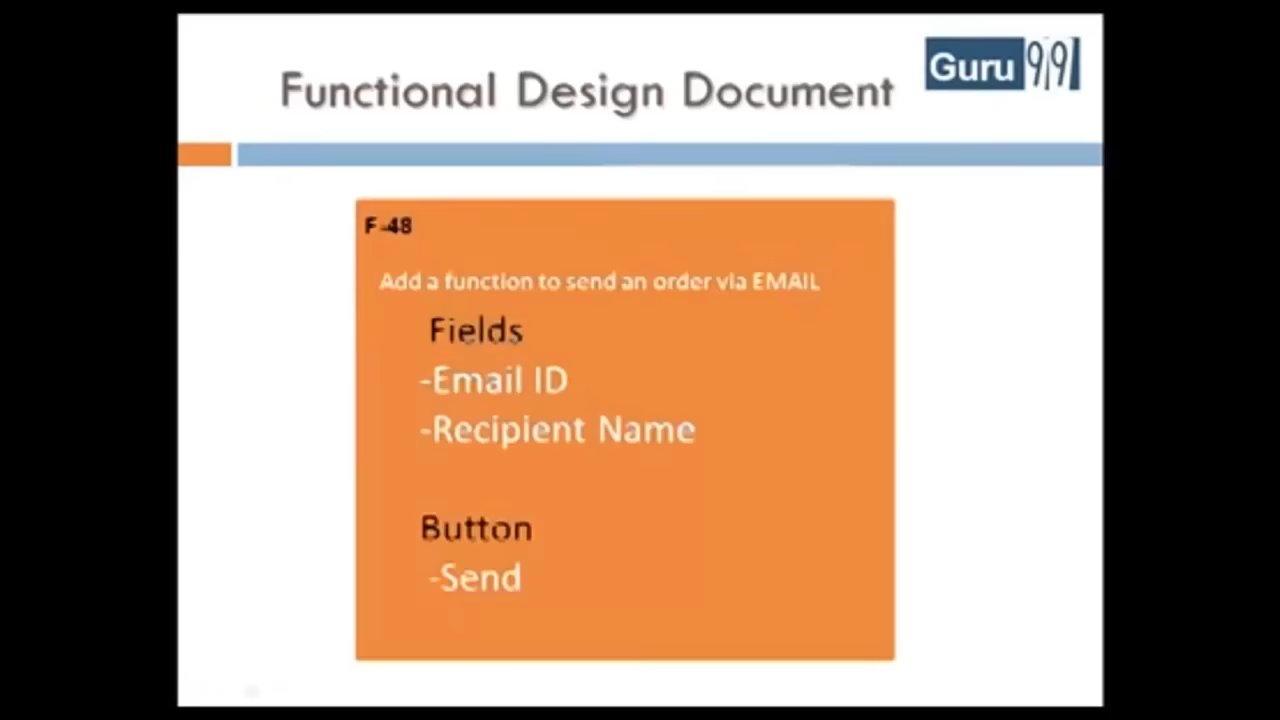 Functional Design Document
Guru99
F-48
Add a function to send an order via EMAIL
Fields
-Email ID
-Recipient Name
Button
-Send